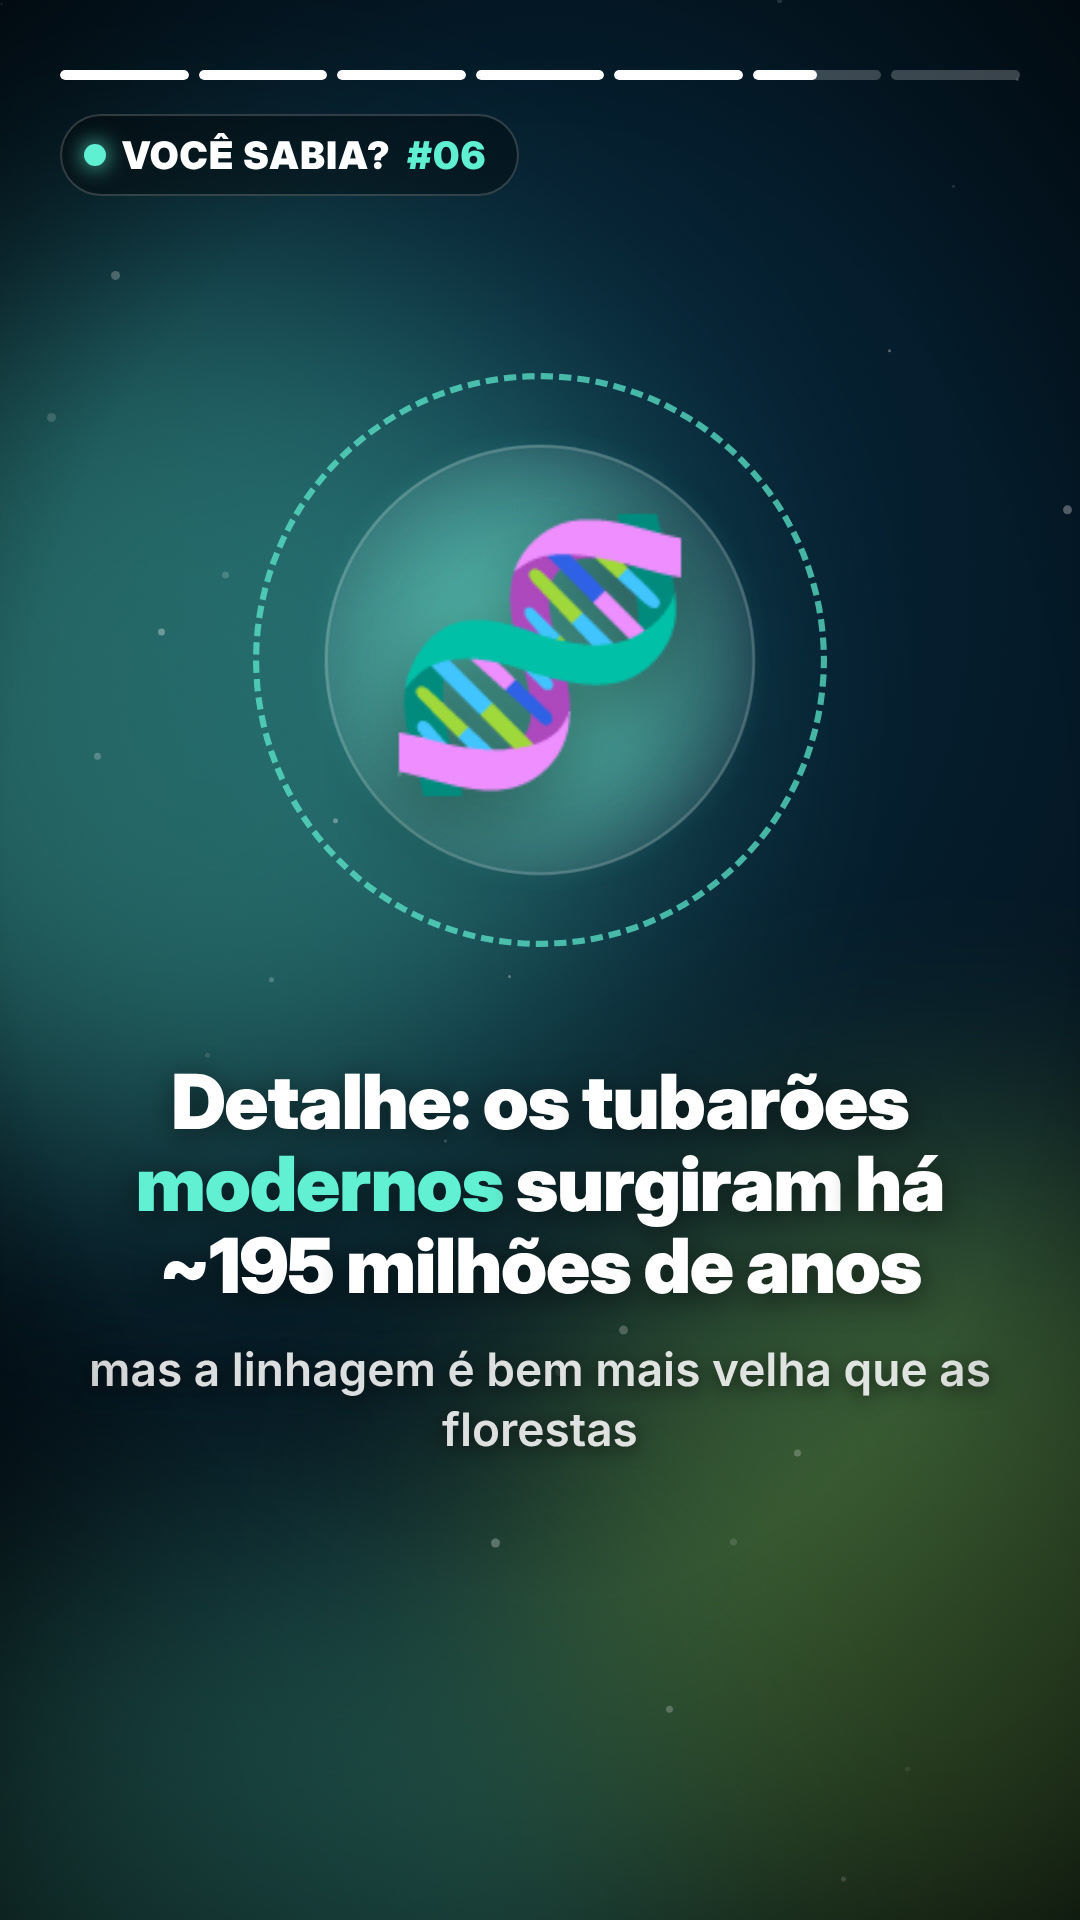 VOCÊ SABIA? #06
Detalhe: os tubarões
modernos surgiram há
~195 milhões de anos
mas a linhagem é bem mais velha que as
florestas